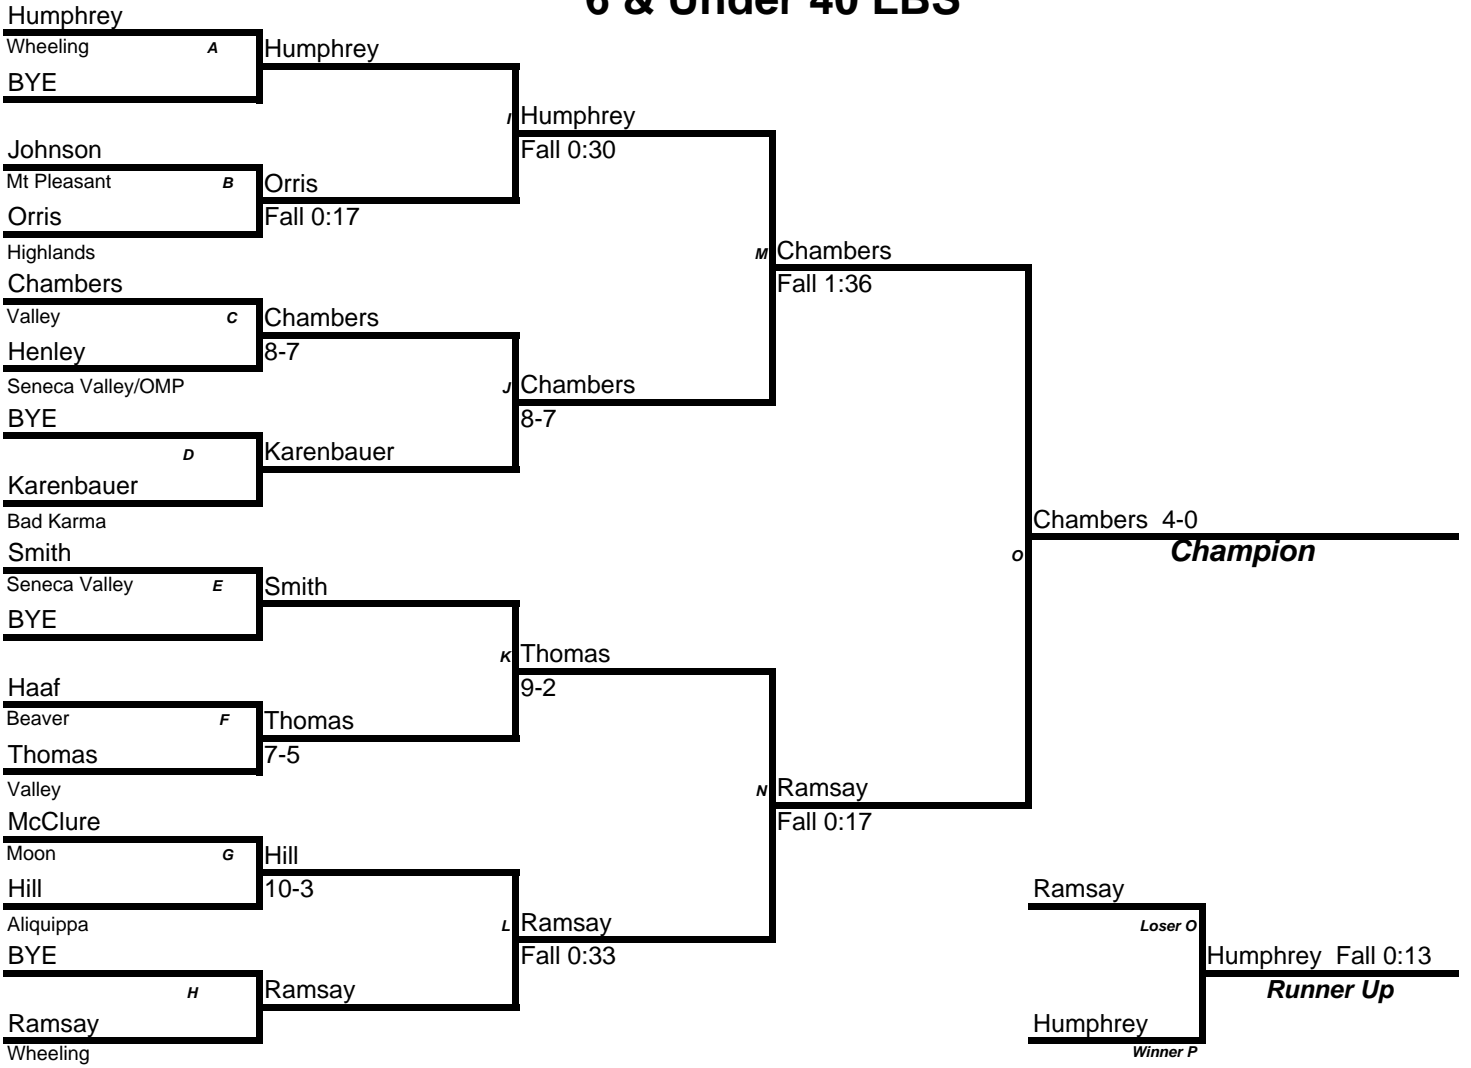 6 & Under 40 LBS
Humphrey
Wheeling A
BYE
Humphrey
Johnson
Mt Pleasant B
Orris
Highlands
Orris
Fall 0:17
I Humphrey
Fall 0:30
Chambers
Valley C
Henley
Seneca Valley/OMP
Chambers
8-7
BYE
D
Karenbauer
Bad Karma
Karenbauer
J Chambers
8-7
M Chambers
Fall 1:36
Smith
Seneca Valley E
BYE
Smith
Haaf
Beaver F
Thomas
Valley
Thomas
7-5
K Thomas
9-2
McClure
Moon G
Hill
Aliquippa
Hill
10-3
BYE
H
Ramsay
Wheeling
Ramsay
L Ramsay
Fall 0:33
N Ramsay
Fall 0:17
O
Chambers 4-0
Champion
Ramsay
Loser O
Humphrey
Winner P
Humphrey Fall 0:13
Runner Up